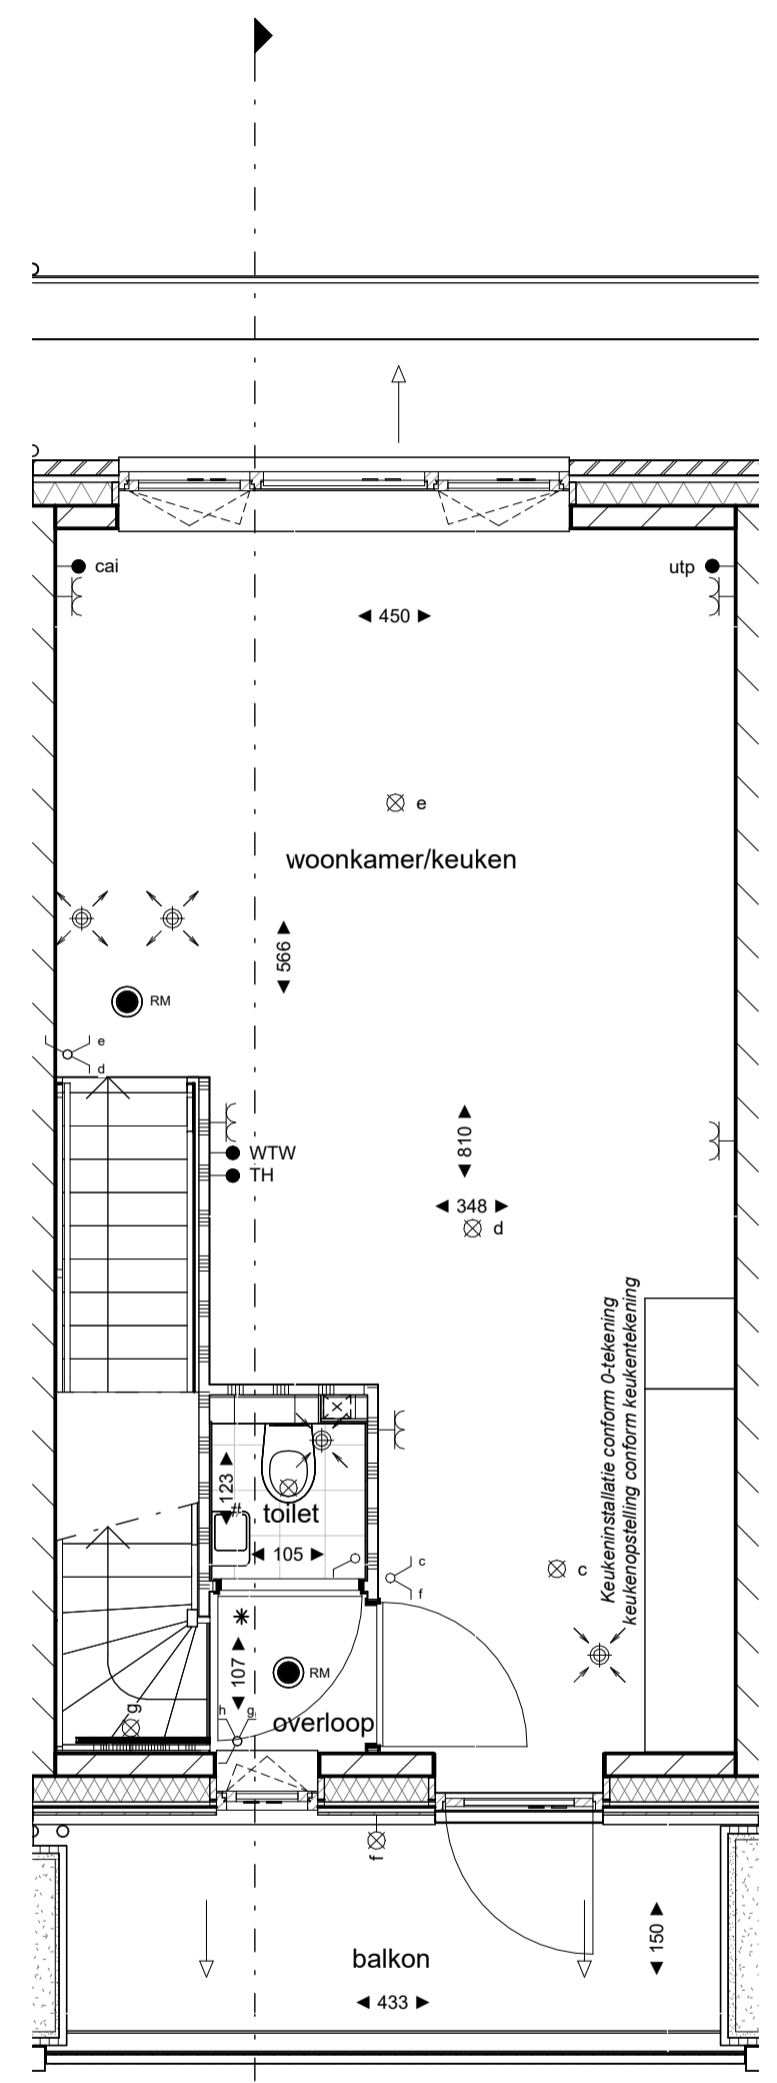 cai
utp
450
e
woonkamer/keuken
566
RM
e
d
WTW
TH
810
348
d
Keukeninstallatie conform 0-tekening
keukenopstelling conform keukentekening
x
123
#
toilet
105
c
f
c
*
107
RM
h g
g
overloop
f
balkon
150
433